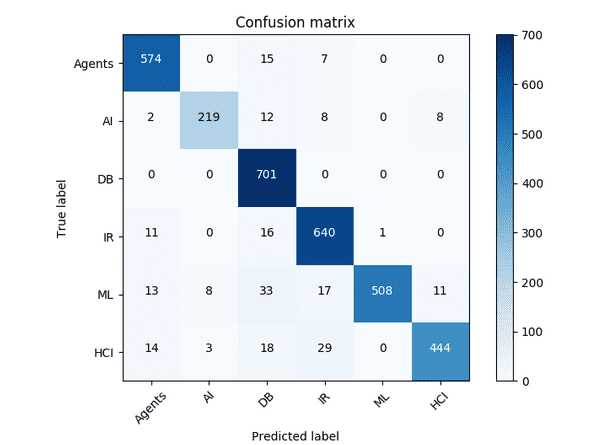 Confusion matrix
True label
Agents 574 0 15 7 0 0
AI 2 219 12 8 0 8
DB 0 0 701 0 0 0
IR 11 0 16 640 1 0
ML 13 8 33 17 508 11
HCI 14 3 18 29 0 444
Agents AI DB IR ML HCI
Predicted label
700
600
500
400
300
200
100
0